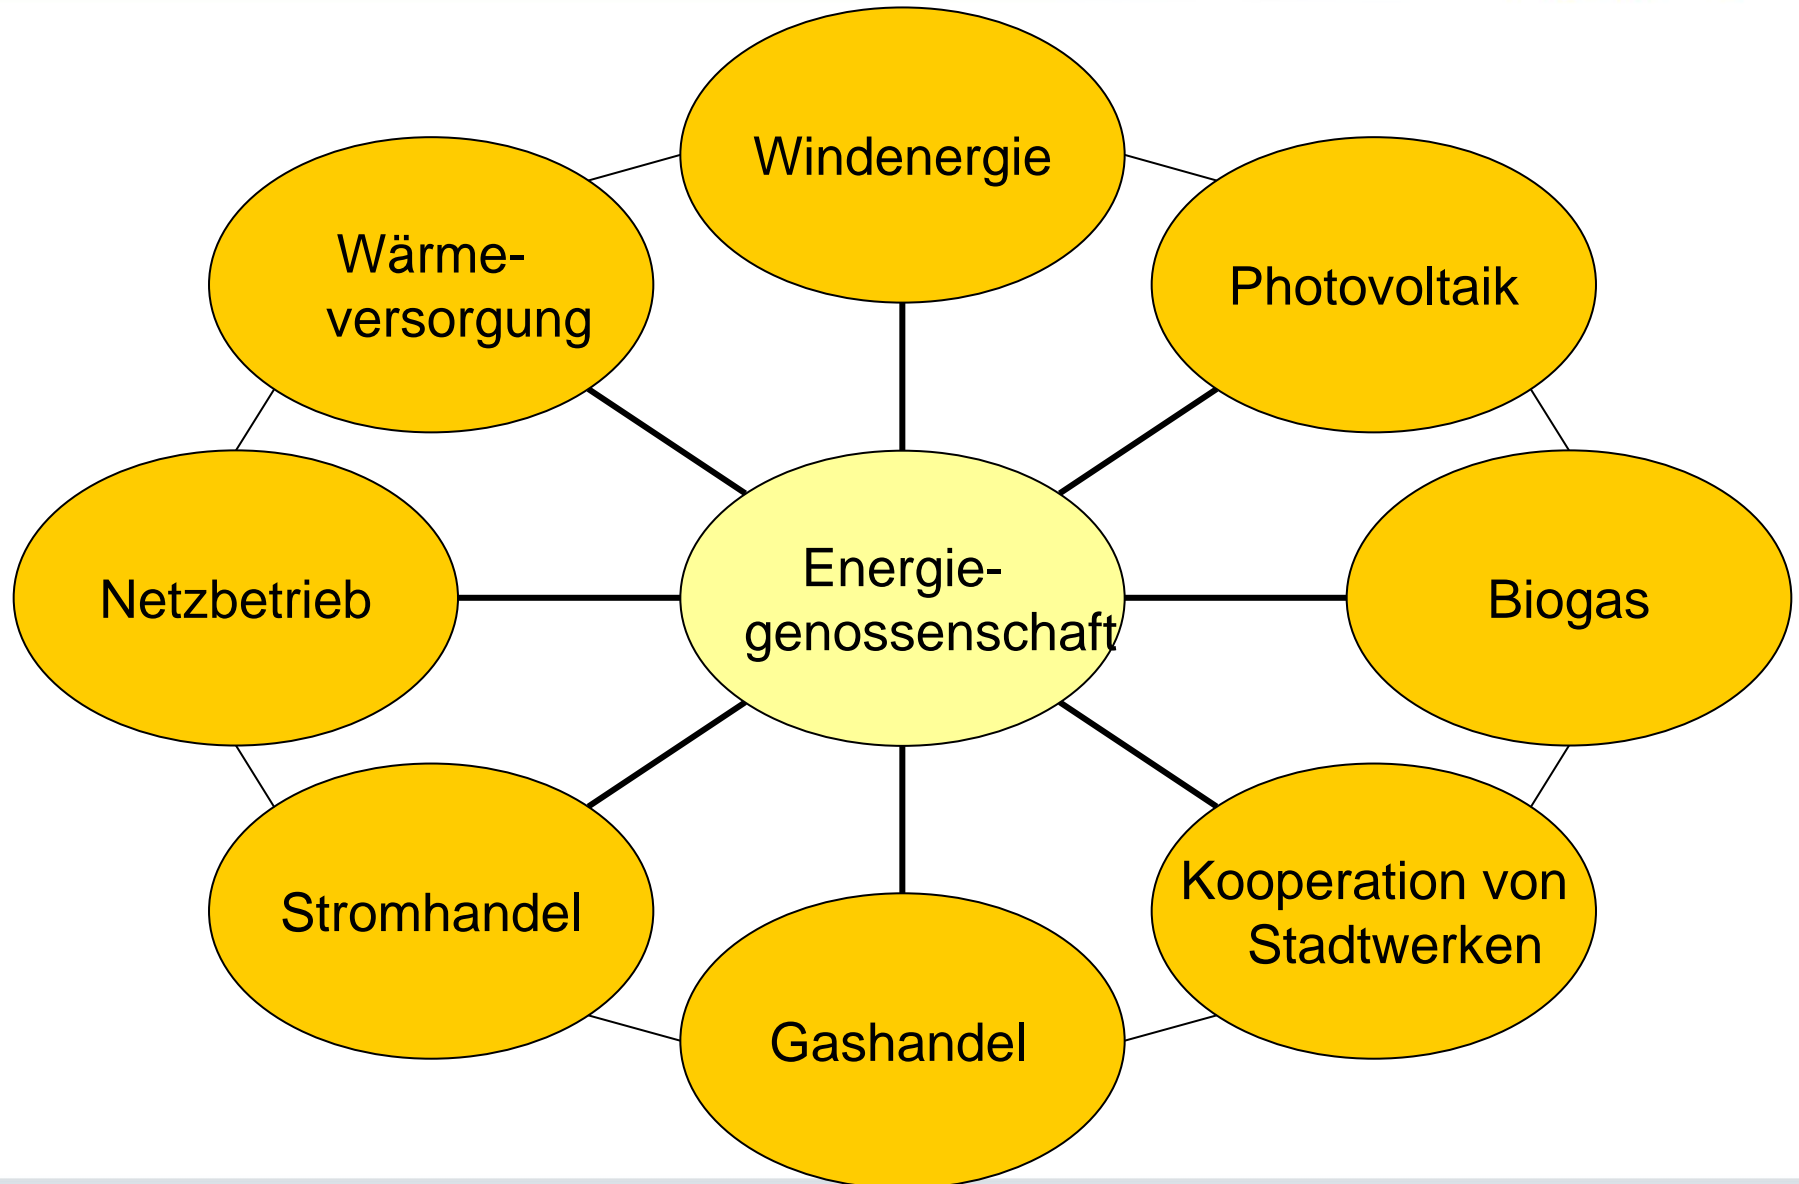 Windenergie
Photovoltaik
Biogas
Kooperation von
Stadtwerken
Gashandel
Stromhandel
Netzbetrieb
Wärme-
versorgung
Energie-
genossenschaft